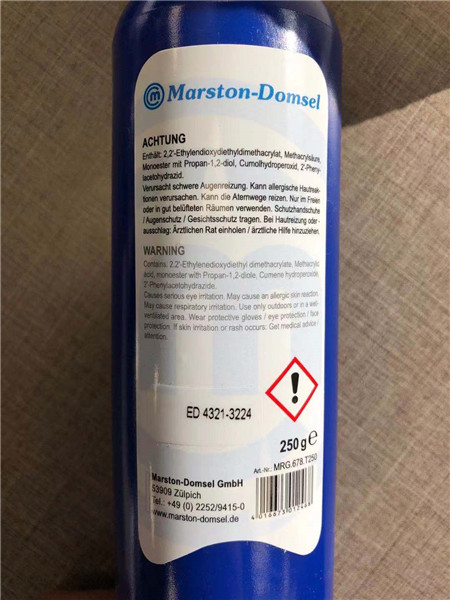 m Marston-Domsel
ACHTUNG
Enthält: 2,2'-Ethylendioxydiethyldimethacrylat, Methacrylsäure,
Monoester mit Propan-1,2-diol, Cumolhydroperoxid, 2'-Pheny-
lacetohydrazid.
Verursacht schwere Augenreizung. Kann allergische Hautreak-
tionen verursachen. Kann die Atemwege reizen. Nur im Freien
oder in gut belüfteten Räumen verwenden. Schutzhandschuhe
/ Augenschutz / Gesichtsschutz tragen. Bei Hautreizung oder -
ausschlag: Ärztlichen Rat einholen / ärztliche Hilfe hinzuziehen.
WARNING
Contains: 2,2'-Ethylenedioxydiethyl dimethacrylate, Methacrylic
acid, monoester with Propane-1,2-diole, Cumene hydroperoxide,
2'-Phenylacetohydrazide.
Causes serious eye irritation. May cause an allergic skin reaction.
May cause respiratory irritation. Use only outdoors or in a well-
ventilated area. Wear protective gloves / eye protection / face
protection. If skin irritation or rash occurs: Get medical advice /
attention.
ED 4321-3224
250 g ℮
Art.-Nr.: MRG.678.T250
Marston-Domsel GmbH
53909 Zülpich
Tel.: +49 (0) 2252/9415-0
www.marston-domsel.de